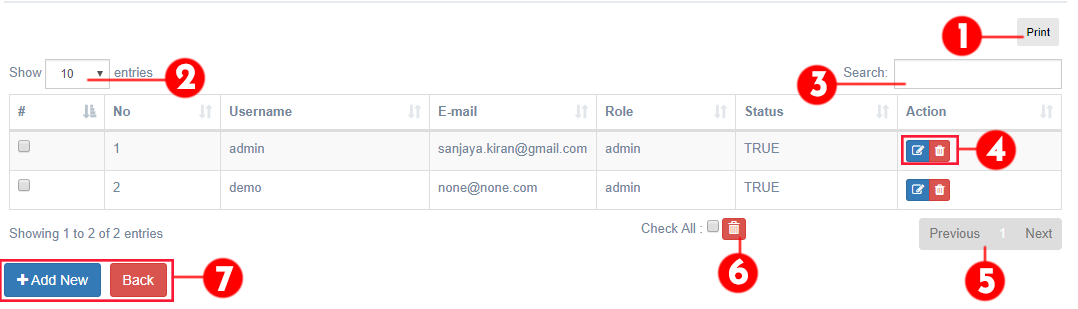 1 Print
Show 10 entries 2 3 Search:
# No Username E-mail Role Status Action
1 admin sanjaya.kiran@gmail.com admin TRUE 4
2 demo none@none.com admin TRUE
Showing 1 to 2 of 2 entries Check All : Previous 1 Next
6 5
+Add New Back 7